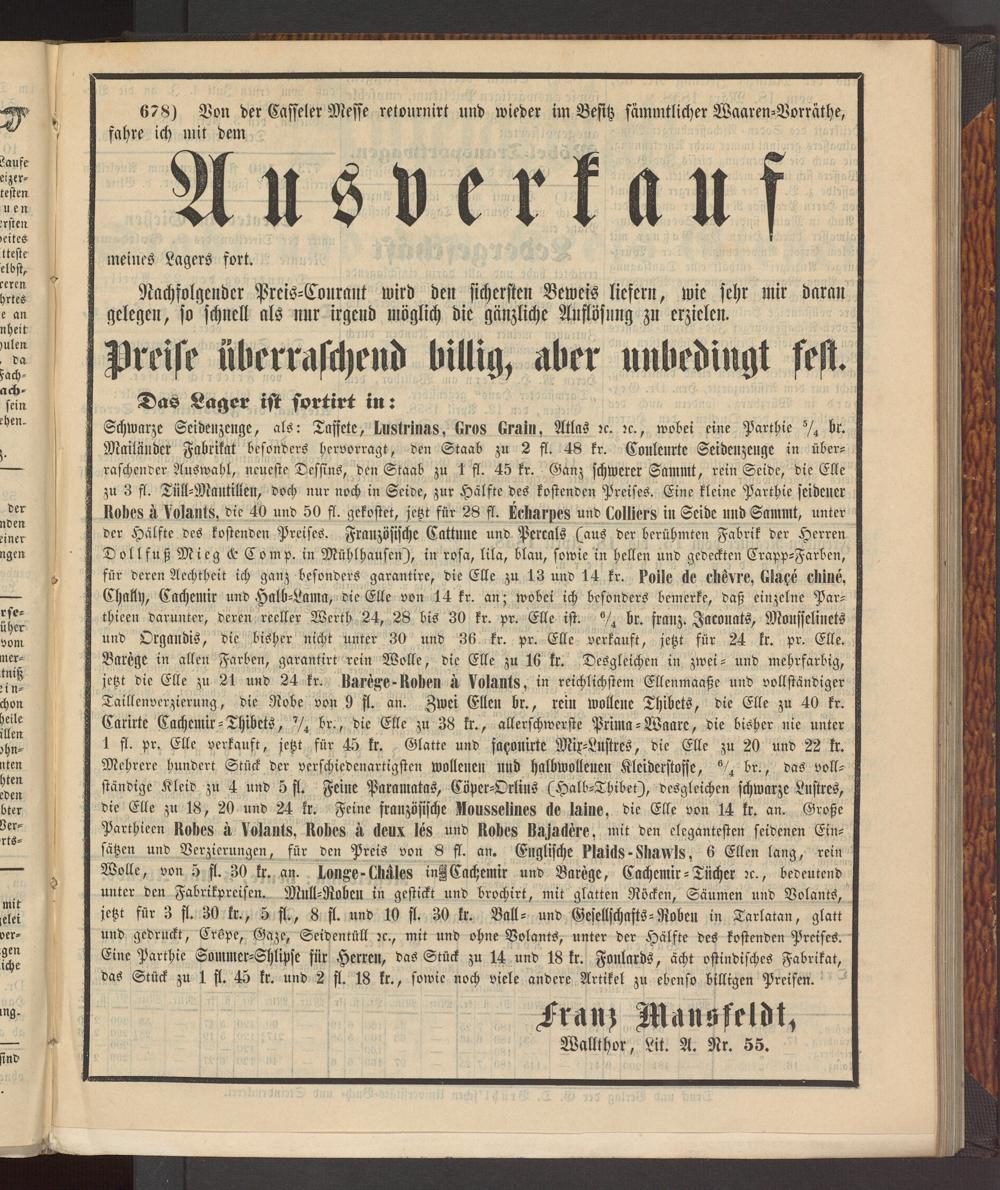 678) Von der Casseler Messe retournirt und wieder im Besitz sämmtlicher Waaren-Vorräthe,
fahre ich mit dem
Ausverkauf
meines Lagers fort.
Nachfolgender Preis-Courant wird den sichersten Beweis liefern, wie sehr mir daran
gelegen, so schnell als nur irgend möglich die gänzliche Auflösung zu erzielen.
Preise überraschend billig, aber unbedingt fest.
Das Lager ist sortirt in:
Schwarze Seidenzeuge, als: Taffete, Lustrinas, Gros Grain, Atlas ꝛc. ꝛc., wobei eine Parthie 5/4 br.
Mailänder Fabrikat besonders hervorragt, den Staab zu 2 fl. 48 kr. Couleurte Seidenzeuge in über-
raschender Auswahl, neueste Dessins, den Staab zu 1 fl. 45 kr. Ganz schwerer Sammt, rein Seide, die Elle
zu 3 fl. Tüll-Mantillen, doch nur noch in Seide, zur Hälfte des kostenden Preises. Eine kleine Parthie seidener
Robes à Volants, die 40 und 50 fl. gekostet, jetzt für 28 fl. Écharpes und Colliers in Seide und Sammt, unter
der Hälfte des kostenden Preises. Französische Cattune und Percals (aus der berühmten Fabrik der Herren
Dollfuß Mieg & Comp. in Mühlhausen), in rosa, lila, blau, sowie in hellen und gedeckten Crapp-Farben,
für deren Aechtheit ich ganz besonders garantire, die Elle zu 13 und 14 kr. Poile de chêvre, Glaçé chiné,
Chally, Cachemir und Halb-Lama, die Elle von 14 kr. an; wobei ich besonders bemerke, daß einzelne Par-
thieen darunter, deren reeller Werth 24, 28 bis 30 kr. pr. Elle ist. 6/4 br. franz. Jaconats, Mousselinets
und Organdis, die bisher nicht unter 30 und 36 kr. pr. Elle verkauft, jetzt für 24 kr. pr. Elle.
Barège in allen Farben, garantirt rein Wolle, die Elle zu 16 kr. Desgleichen in zwei- und mehrfarbig,
jetzt die Elle zu 21 und 24 kr. Barège-Roben à Volants, in reichlichstem Ellenmaaße und vollständiger
Taillenverzierung, die Robe von 9 fl. an. Zwei Ellen br., rein wollene Thibets, die Elle zu 40 kr.
Carirte Cachemir-Thibets, 7/4 br., die Elle zu 38 kr., allerschwerste Prima-Waare, die bisher nie unter
1 fl. pr. Elle verkauft, jetzt für 45 kr. Glatte und façonirte Mix-Lustres, die Elle zu 20 und 22 kr.
Mehrere hundert Stück der verschiedenartigsten wollenen und halbwollenen Kleiderstoffe, 6/4 br., das voll-
ständige Kleid zu 4 und 5 fl. Feine Paramatas, Cöper-Orlins (Halb-Thibet), desgleichen schwarze Lustres,
die Elle zu 18, 20 und 24 kr. Feine französische Mousselines de laine, die Elle von 14 kr. an. Große
Parthieen Robes à Volants, Robes à deux lés und Robes Bajadère, mit den elegantesten seidenen Ein-
sätzen und Verzierungen, für den Preis von 8 fl. an. Englische Plaids-Shawls, 6 Ellen lang, rein
Wolle, von 5 fl. 30 kr. an. Longe-Châles in Cachemir und Barège, Cachemir-Tücher ꝛc., bedeutend
unter den Fabrikpreisen. Mull-Roben in gestickt und brochirt, mit glatten Röcken, Säumen und Volants,
jetzt für 3 fl. 30 kr., 5 fl., 8 fl. und 10 fl. 30 kr. Ball- und Gesellschafts-Roben in Tarlatan, glatt
und gedruckt, Crêpe, Gaze, Seidentüll ꝛc., mit und ohne Volants, unter der Hälfte des kostenden Preises.
Eine Parthie Sommer-Shlipse für Herren, das Stück zu 14 und 18 kr. Foulards, ächt ostindisches Fabrikat,
das Stück zu 1 fl. 45 kr. und 2 fl. 18 kr., sowie noch viele andere Artikel zu ebenso billigen Preisen.
Franz Mansfeldt,
Wallthor, Lit. A. Nr. 55.